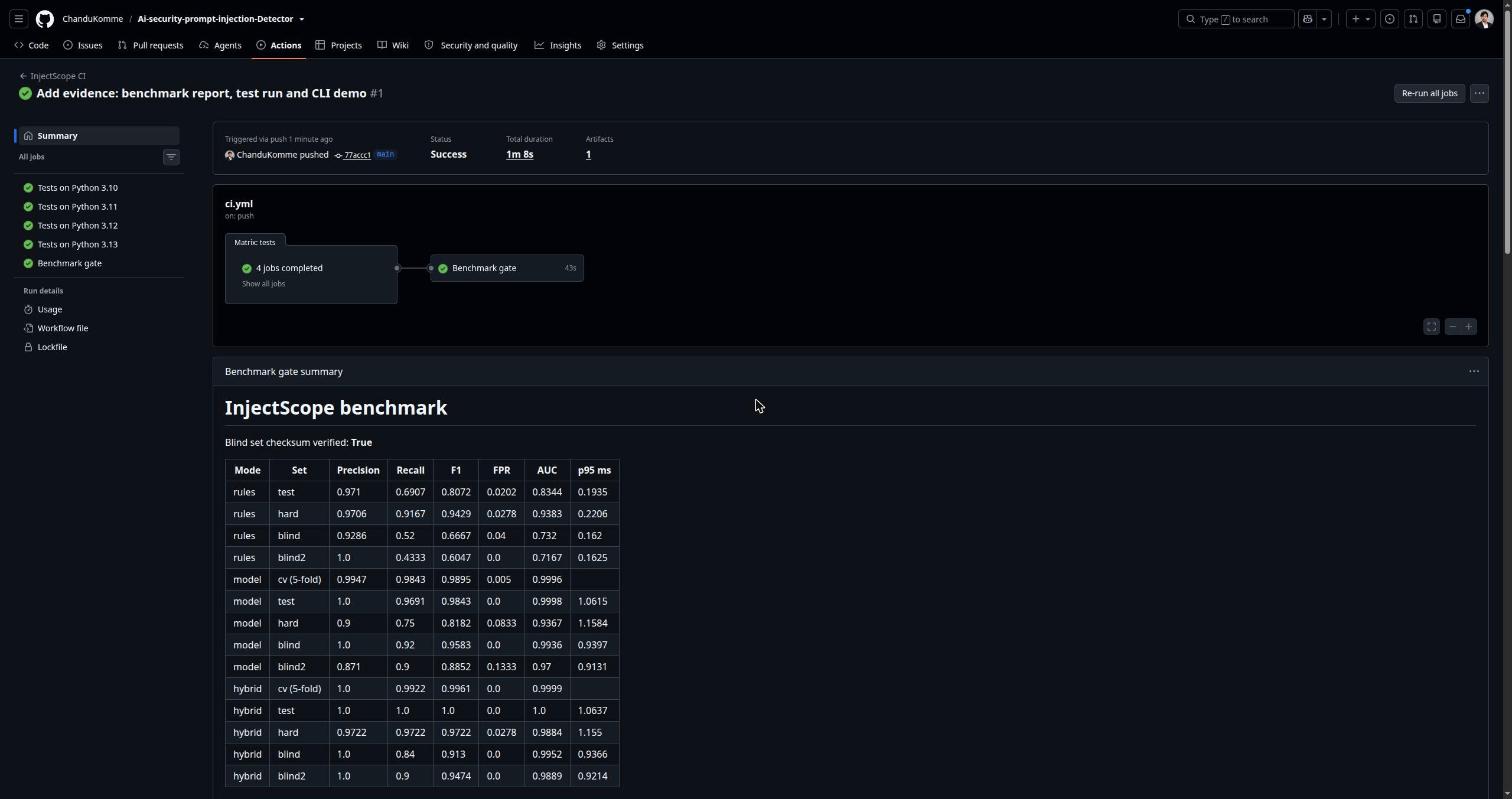 ChanduKomme / Ai-security-prompt-injection-Detector
Type / to search
Code Issues Pull requests Agents Actions Projects Wiki Security and quality Insights Settings
InjectScope CI
Add evidence: benchmark report, test run and CLI demo #1
Re-run all jobs
Summary
All jobs
Tests on Python 3.10
Tests on Python 3.11
Tests on Python 3.12
Tests on Python 3.13
Benchmark gate
Run details
Usage
Workflow file
Lockfile
Triggered via push 1 minute ago Status Total duration Artifacts
ChanduKomme pushed 77accc1 main Success 1m 8s 1
ci.yml
on: push
Matrix: tests
4 jobs completed
Show all jobs
Benchmark gate 43s
Benchmark gate summary
InjectScope benchmark
Blind set checksum verified: True
Mode Set Precision Recall F1 FPR AUC p95 ms
rules test 0.971 0.6907 0.8072 0.0202 0.8344 0.1935
rules hard 0.9706 0.9167 0.9429 0.0278 0.9383 0.2206
rules blind 0.9286 0.52 0.6667 0.04 0.732 0.162
rules blind2 1.0 0.4333 0.6047 0.0 0.7167 0.1625
model cv (5-fold) 0.9947 0.9843 0.9895 0.005 0.9996
model test 1.0 0.9691 0.9843 0.0 0.9998 1.0615
model hard 0.9 0.75 0.8182 0.0833 0.9367 1.1584
model blind 1.0 0.92 0.9583 0.0 0.9936 0.9397
model blind2 0.871 0.9 0.8852 0.1333 0.97 0.9131
hybrid cv (5-fold) 1.0 0.9922 0.9961 0.0 0.9999
hybrid test 1.0 1.0 1.0 0.0 1.0 1.0637
hybrid hard 0.9722 0.9722 0.9722 0.0278 0.9884 1.155
hybrid blind 1.0 0.84 0.913 0.0 0.9952 0.9366
hybrid blind2 1.0 0.9 0.9474 0.0 0.9889 0.9214